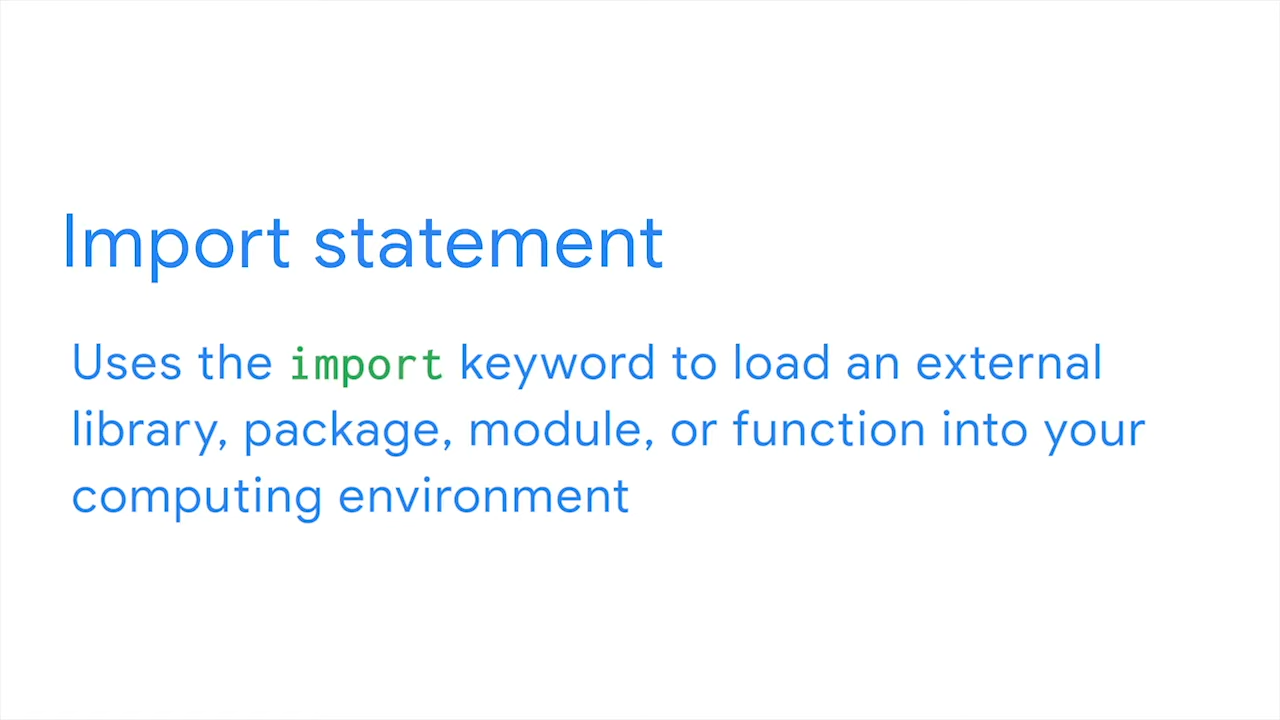 Import statement
Uses the import keyword to load an external
library, package, module, or function into your
computing environment